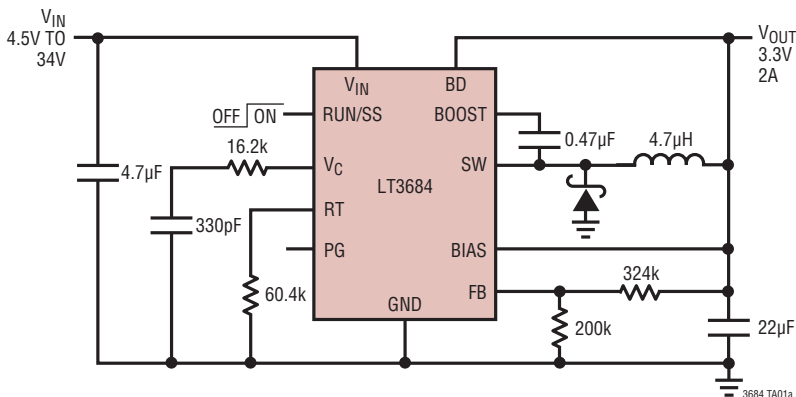 VIN
4.5V TO
34V
VOUT
3.3V
2A
VIN
BD
RUN/SS
BOOST
OFF ON
16.2k
0.47µF
4.7µH
VC
SW
4.7µF
LT3684
RT
330pF
PG
BIAS
60.4k
324k
FB
GND
200k
22µF
3684 TA01a